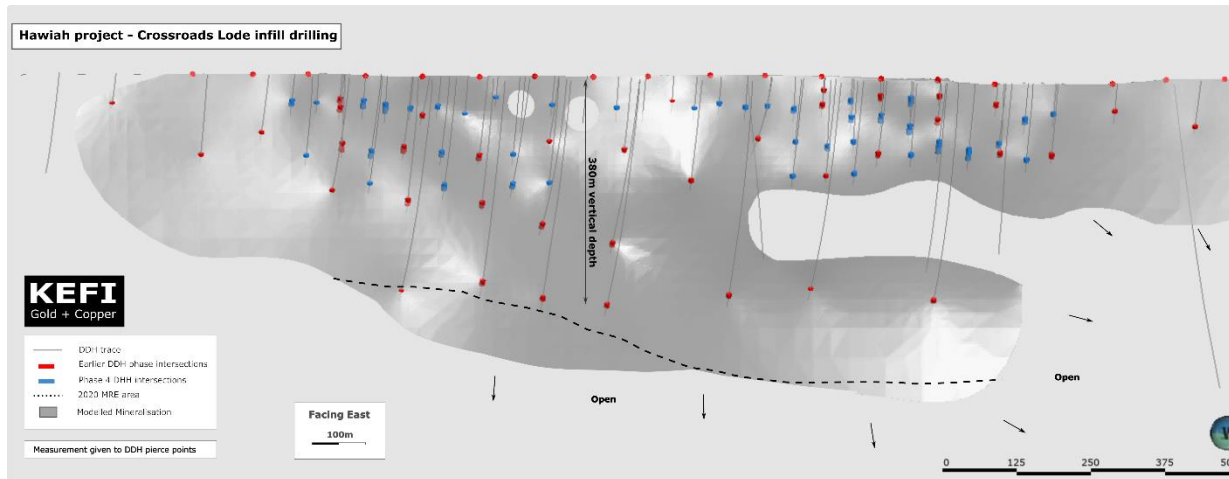 Hawiah project - Crossroads Lode infill drilling
380m vertical depth
KEFI
Gold + Copper
DDH trace
Earlier DDH phase intersections
Phase 4 DHH intersections
2020 MRE area
Modelled Mineralisation
Measurement given to DDH pierce points
Facing East
100m
Open
Open
0 125 250 375